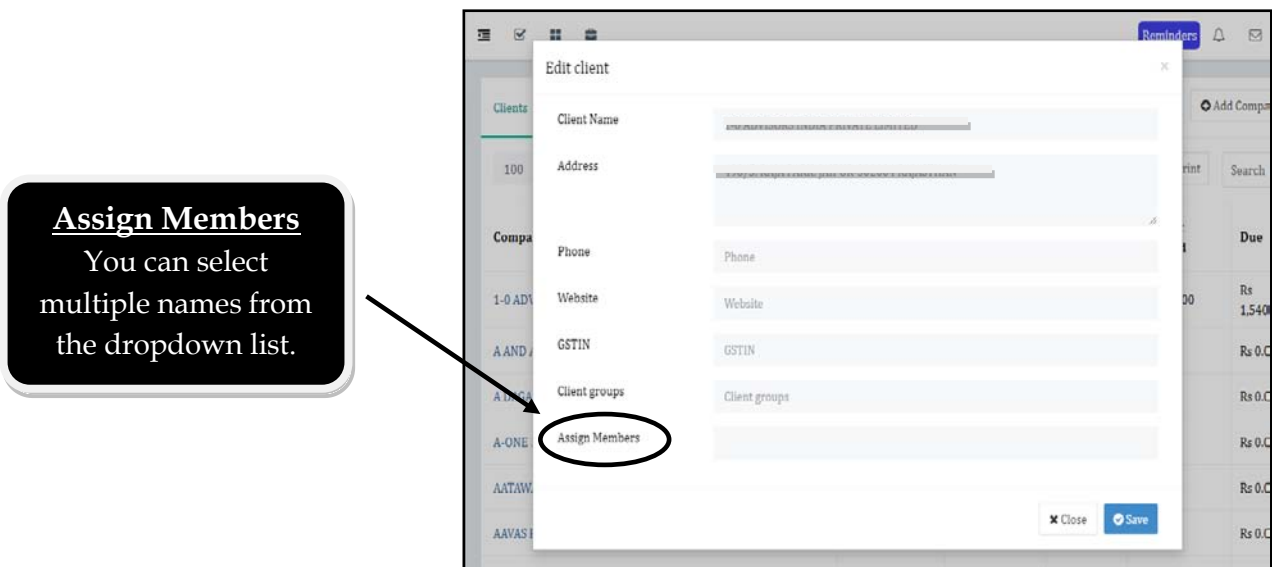 Reminders
Edit client
×
Clients
Add Compa
Client Name
100
Address
rint
Search
Assign Members
You can select
multiple names from
the dropdown list.
Compa
Due
Phone
Phone
1-0 ADV
Website
Website
00
Rs
1,540
A AND A
GSTIN
GSTIN
Rs 0.0
Client groups
Client groups
Rs 0.0
A-ONE
Assign Members
Rs 0.0
AATAW
Rs 0.0
Close
Save
AAVAS F
Rs 0.0